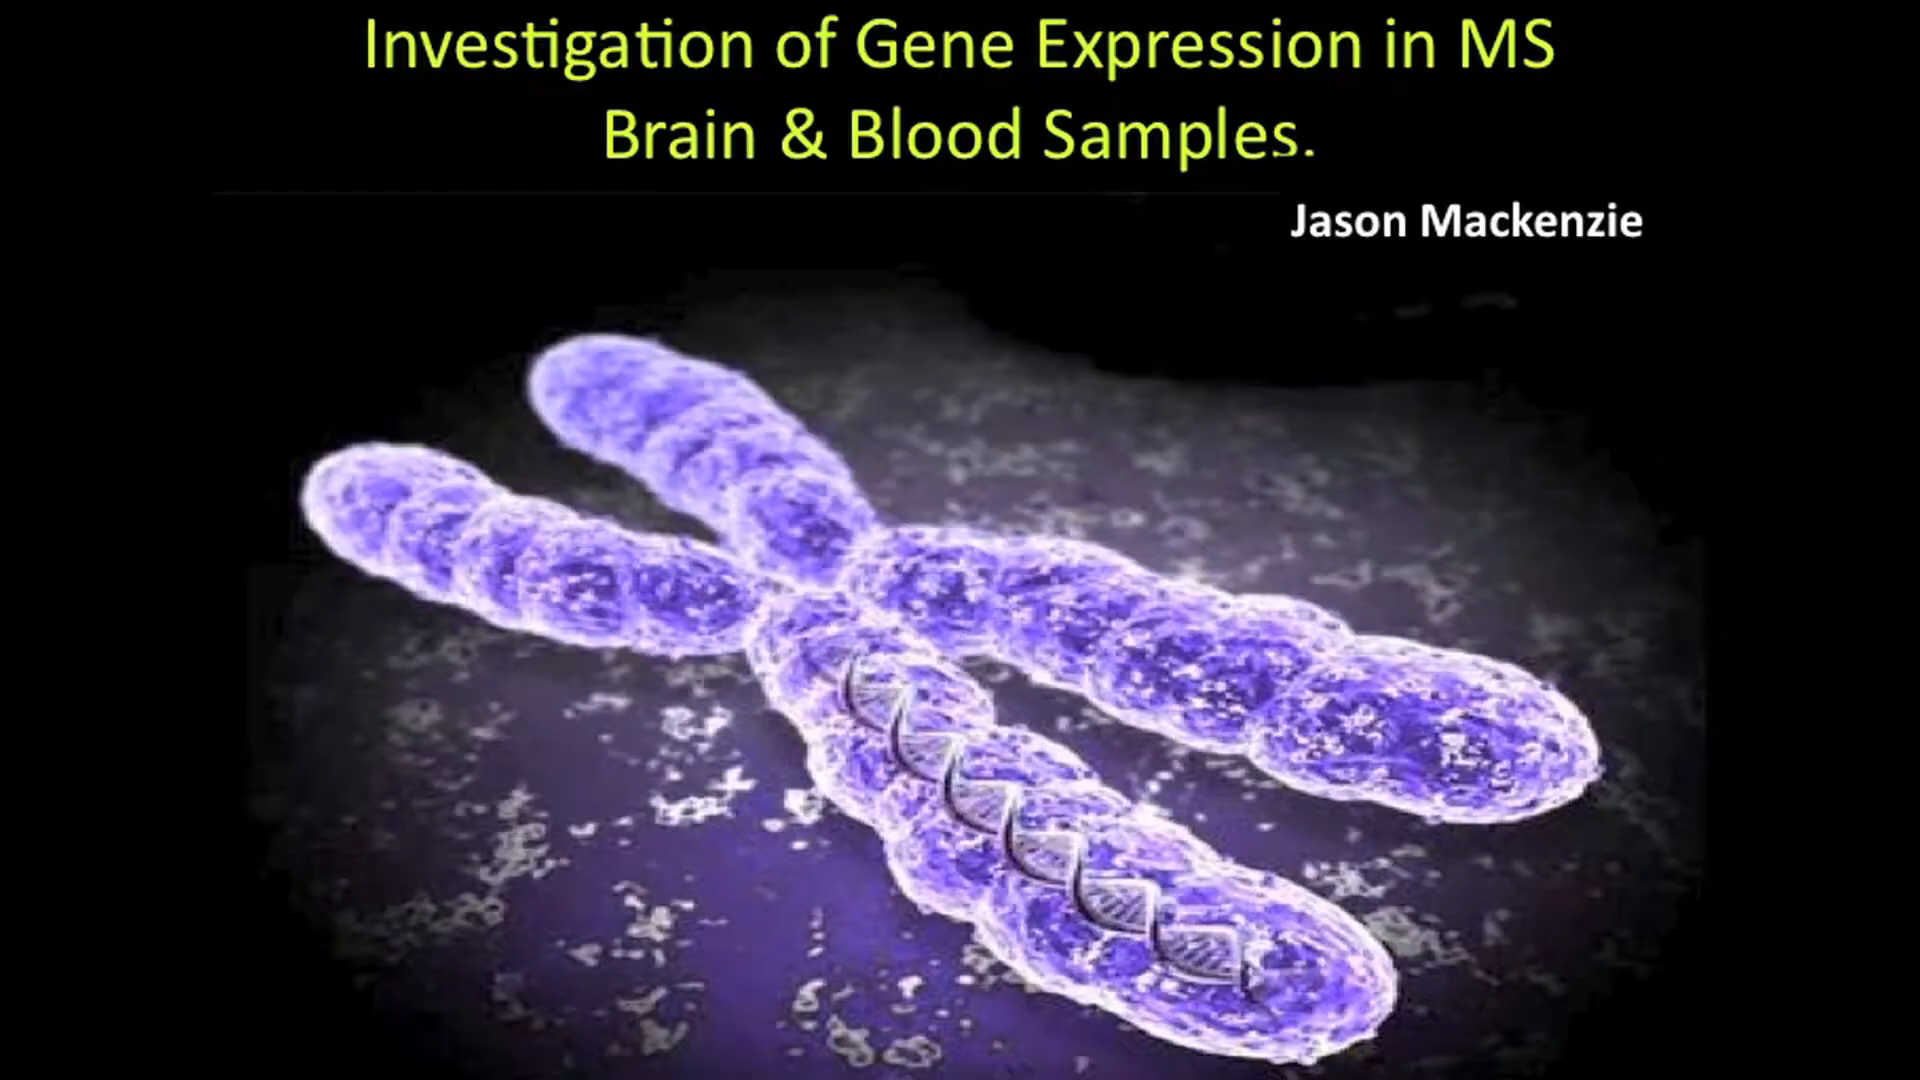 Investigation of Gene Expression in MS
Brain & Blood Samples.
Jason Mackenzie